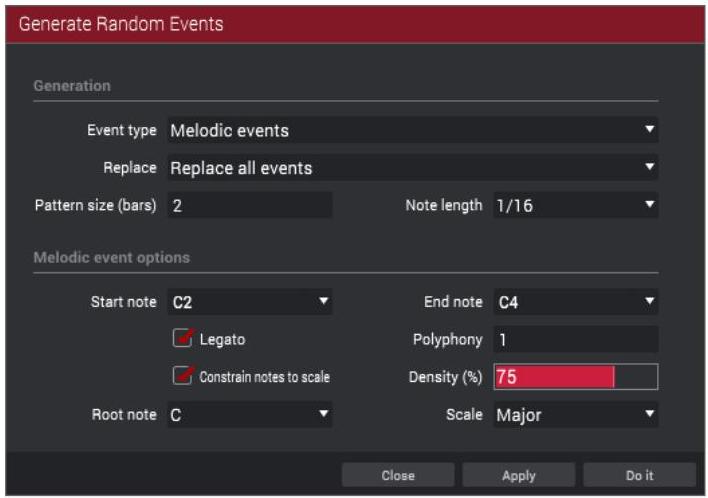 Generate Random Events
Generation
Event type Melodic events
Replace Replace all events
Pattern size (bars) 2 Note length 1/16
Melodic event options
Start note C2 End note C4
Legato Polyphony 1
Constrain notes to scale Density (%) 75
Root note C Scale Major
Close Apply Do it